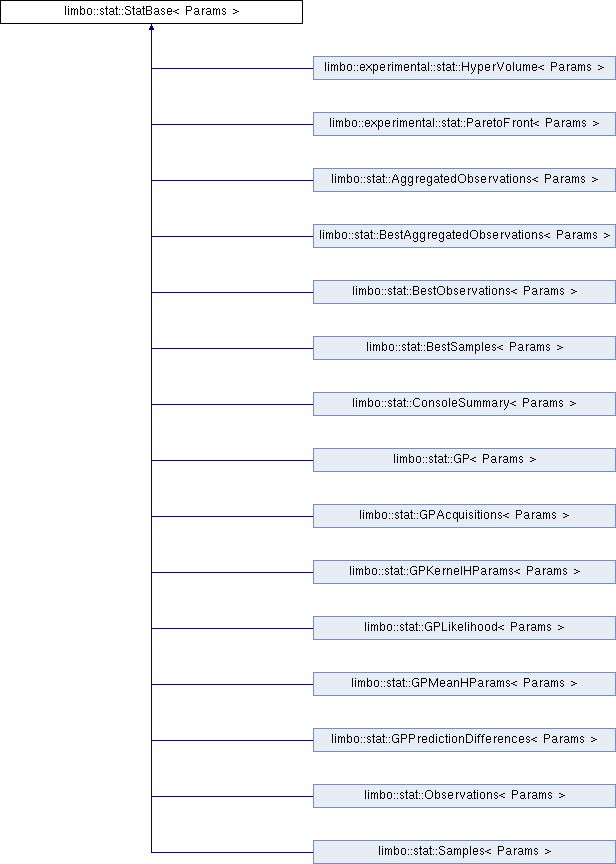 limbo::stat::StatBase< Params >
limbo::experimental::stat::HyperVolume< Params >
limbo::experimental::stat::ParetoFront< Params >
limbo::stat::AggregatedObservations< Params >
limbo::stat::BestAggregatedObservations< Params >
limbo::stat::BestObservations< Params >
limbo::stat::BestSamples< Params >
limbo::stat::ConsoleSummary< Params >
limbo::stat::GP< Params >
limbo::stat::GPAcquisitions< Params >
limbo::stat::GPKernelHParams< Params >
limbo::stat::GPLikelihood< Params >
limbo::stat::GPMeanHParams< Params >
limbo::stat::GPPredictionDifferences< Params >
limbo::stat::Observations< Params >
limbo::stat::Samples< Params >